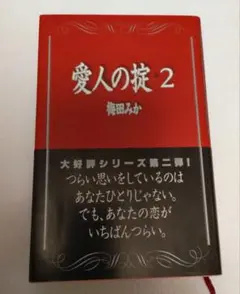 愛人の掟 2
梅田みか
大好評シリーズ第二弾!
つらい思いをしているのは
あなたひとりじゃない。
でも、あなたの恋が
いちばんつらい。